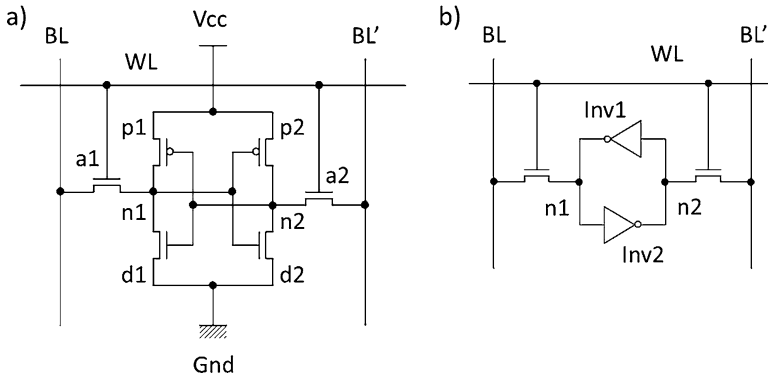 a)
Vcc
BL
BL’
WL
p1
p2
a1
a2
n1
n2
d1
d2
Gnd
b)
BL
BL’
WL
Inv1
n1
n2
Inv2